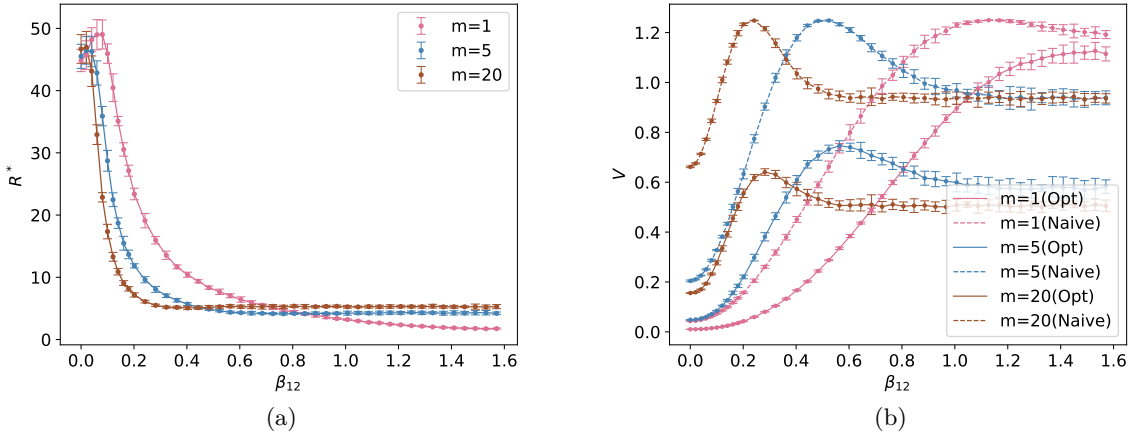 50
40
30
20
10
0
R*
0.0 0.2 0.4 0.6 0.8 1.0 1.2 1.4 1.6
β12
m=1
m=5
m=20
(a)
1.2
1.0
0.8
0.6
0.4
0.2
0.0
V
0.0 0.2 0.4 0.6 0.8 1.0 1.2 1.4 1.6
β12
m=1(Opt)
m=1(Naive)
m=5(Opt)
m=5(Naive)
m=20(Opt)
m=20(Naive)
(b)